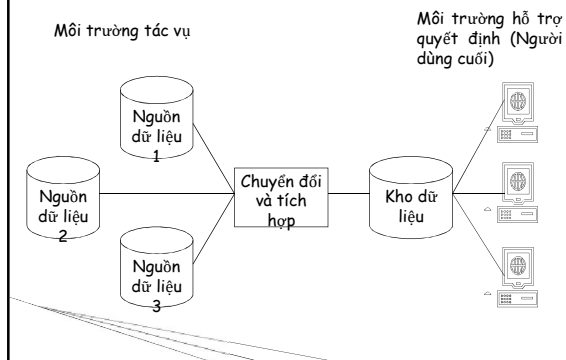 Môi trường tác vụ
Môi trường hỗ trợ
quyết định (Người
dùng cuối)
Nguồn
dữ liệu
1
Nguồn
dữ liệu
2
Nguồn
dữ liệu
3
Chuyển đổi
và tích
hợp
Kho dữ
liệu